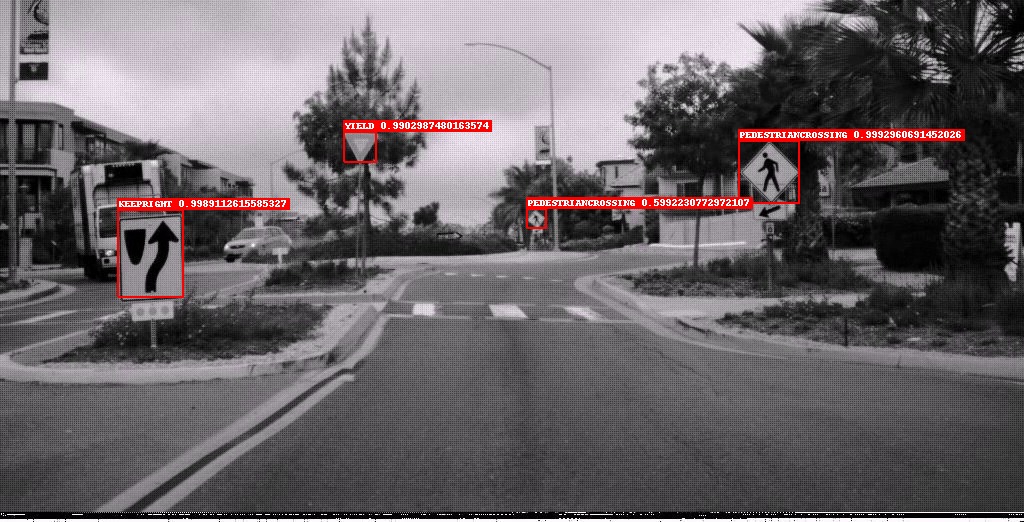 YIELD 0.9902987480163574
PEDESTRIANCROSSING 0.9992960691452026
KEEPRIGHT 0.9989112615585327
PEDESTRIANCROSSING 0.5992230772972107